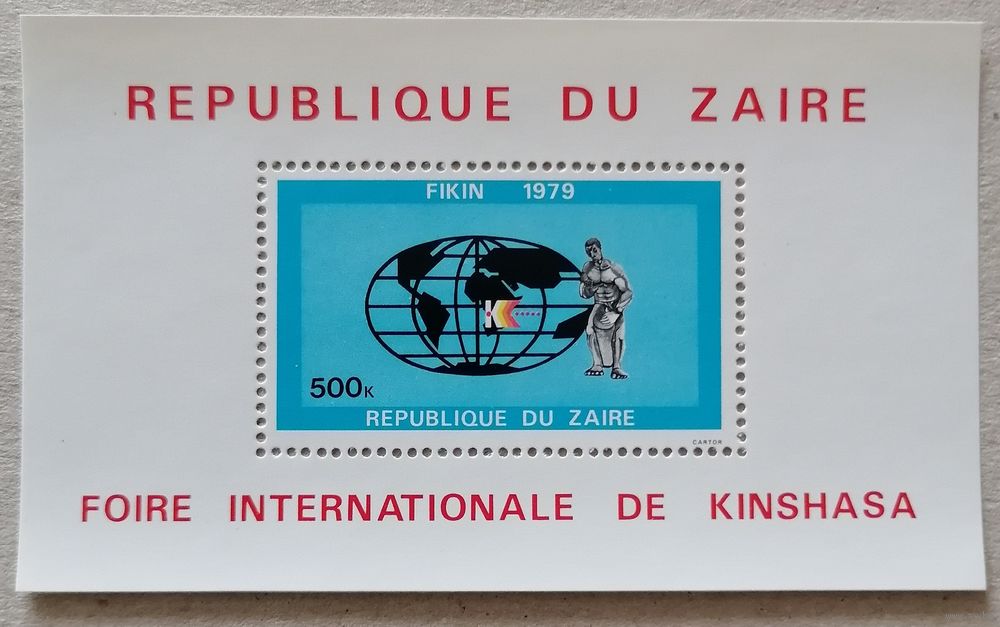 REPUBLIQUE DU ZAIRE
FIKIN 1979
K
500K
REPUBLIQUE DU ZAIRE
CARTOR
FOIRE INTERNATIONALE DE KINSHASA